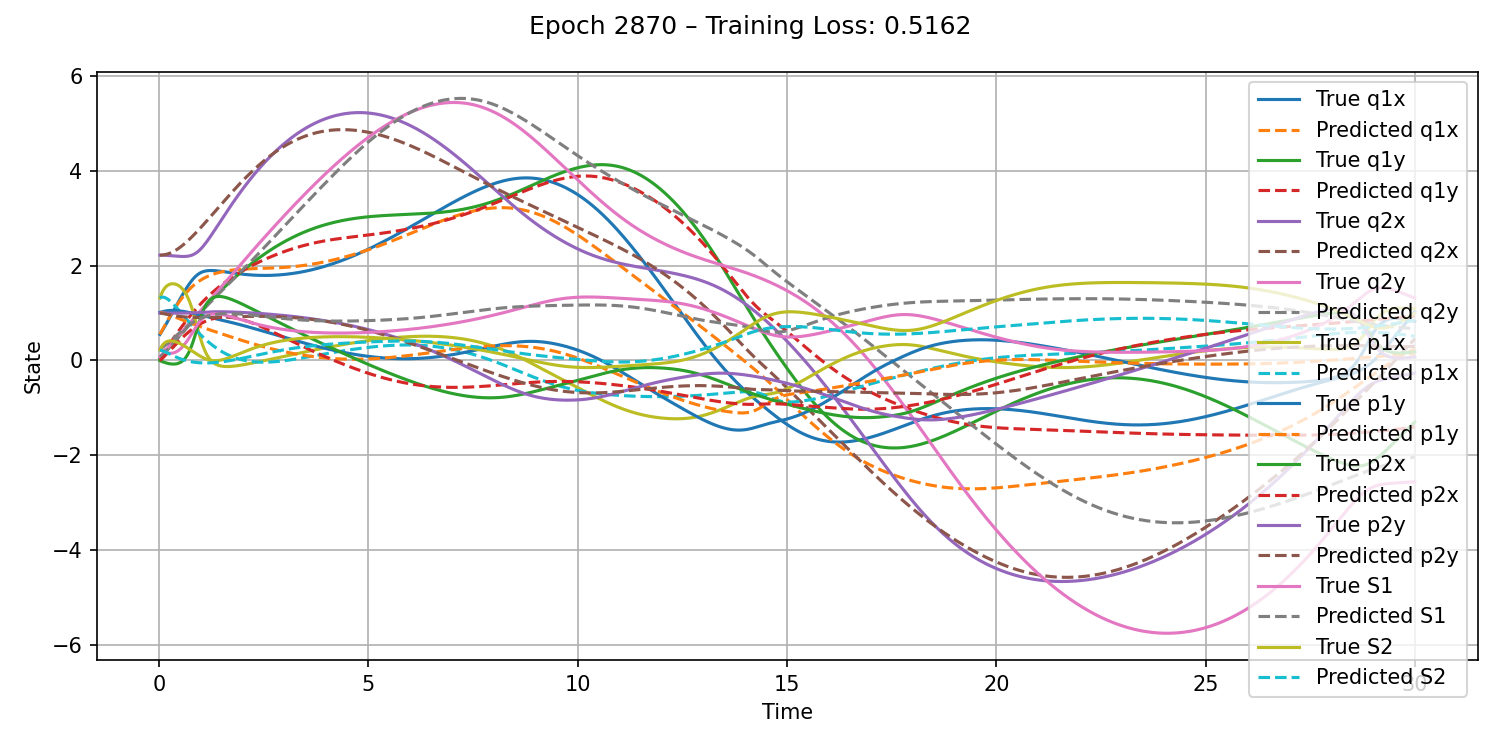 Epoch 2870 – Training Loss: 0.5162
State
6
4
2
0
−2
−4
−6
True q1x
Predicted q1x
True q1y
Predicted q1y
True q2x
Predicted q2x
True q2y
Predicted q2y
True p1x
Predicted p1x
True p1y
Predicted p1y
True p2x
Predicted p2x
True p2y
Predicted p2y
True S1
Predicted S1
True S2
Predicted S2
0 5 10 15 20 25 30
Time